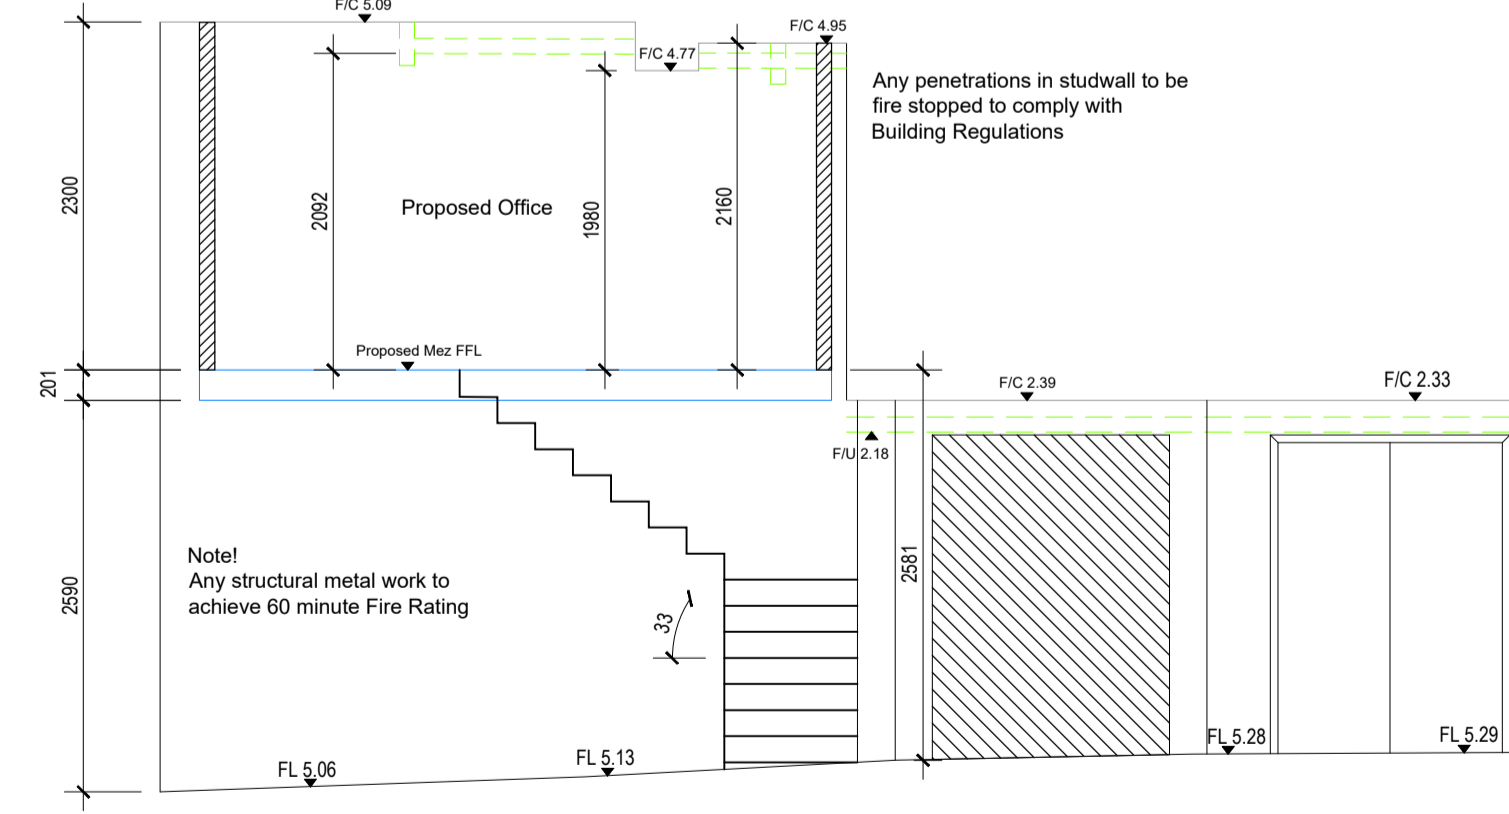 F/C 5.09
F/C 4.95
F/C 4.77
Any penetrations in studwall to be
fire stopped to comply with
Building Regulations
2300
2092
Proposed Office
1980
2160
Proposed Mez FFL
201
F/C 2.39
F/C 2.33
F/U 2.18
Note!
Any structural metal work to
achieve 60 minute Fire Rating
2590
33
2581
FL 5.06
FL 5.13
FL 5.28
FL 5.29